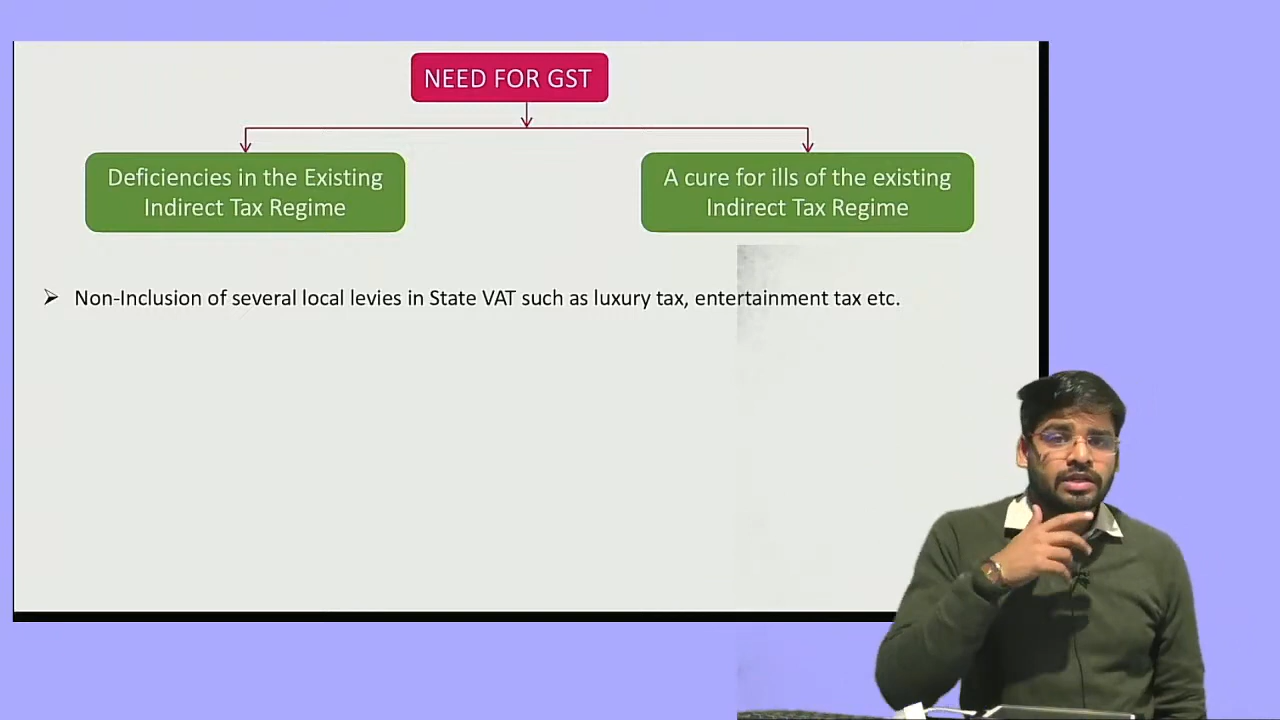 NEED FOR GST
Deficiencies in the Existing
Indirect Tax Regime
A cure for ills of the existing
Indirect Tax Regime
➢ Non-Inclusion of several local levies in State VAT such as luxury tax, entertainment tax etc.